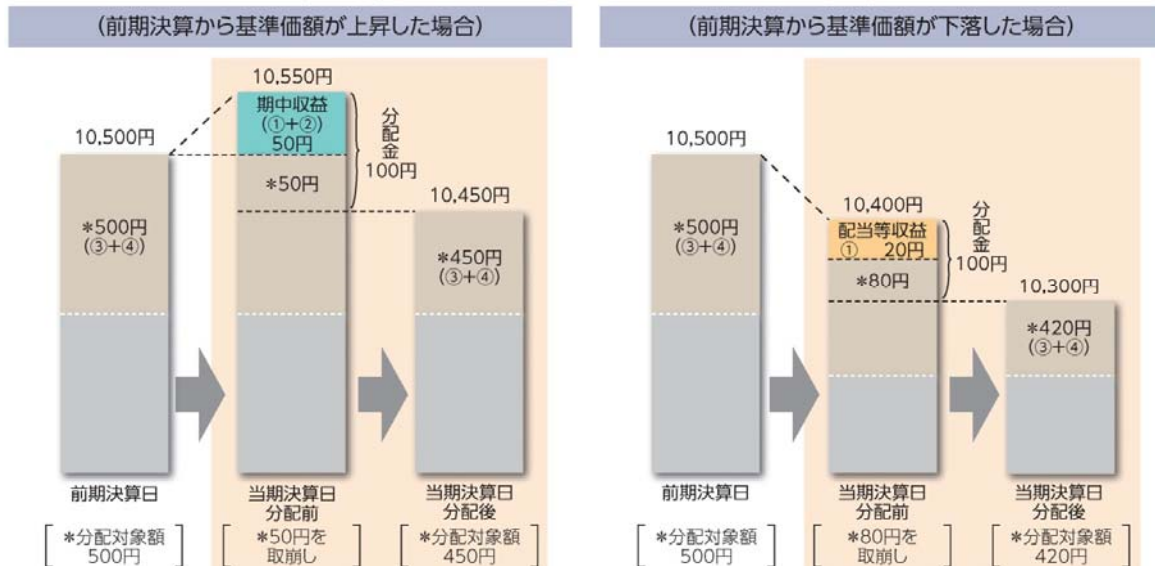 (前期決算から基準価額が上昇した場合)
10,550円
期中収益
(①+②)
50円
分配金
100円
10,500円
*50円
10,450円
*500円
(③+④)
*450円
(③+④)
前期決算日
当期決算日
分配前
当期決算日
分配後
*分配対象額
500円
*50円を
取崩し
*分配対象額
450円
(前期決算から基準価額が下落した場合)
10,500円
10,400円
*500円
(③+④)
配当等収益
① 20円
分配金
100円
*80円
10,300円
*420円
(③+④)
前期決算日
当期決算日
分配前
当期決算日
分配後
*分配対象額
500円
*80円を
取崩し
*分配対象額
420円